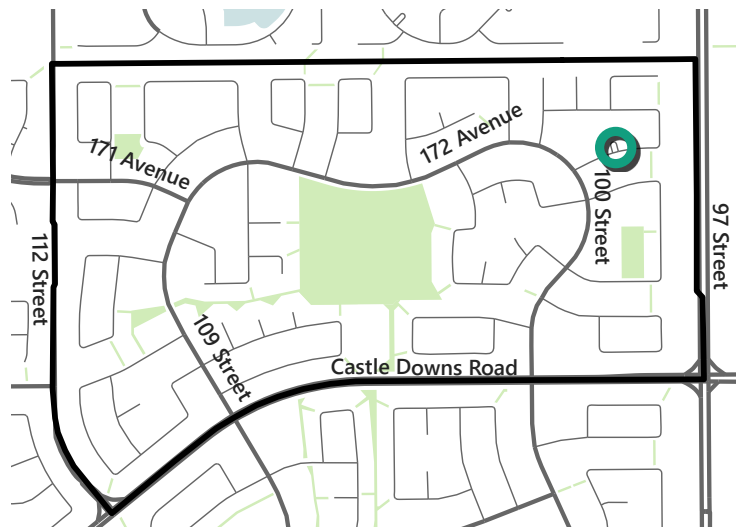 172 Avenue
171 Avenue
100 Street
97 Street
112 Street
109 Street
Castle Downs Road